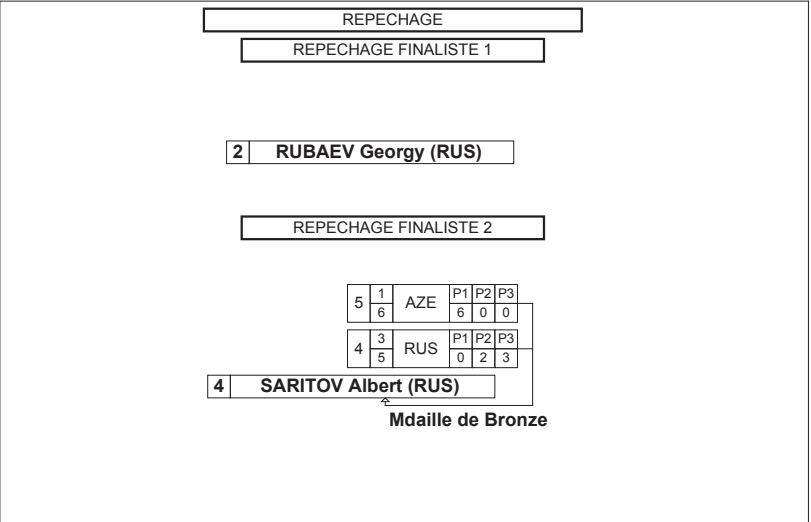 REPECHAGE
REPECHAGE FINALISTE 1
2 RUBAEV Georgy (RUS)
REPECHAGE FINALISTE 2
5 1 6 AZE P1 P2 P3
6 0 0
4 3 5 RUS P1 P2 P3
0 2 3
4 SARITOV Albert (RUS)
Mdaille de Bronze